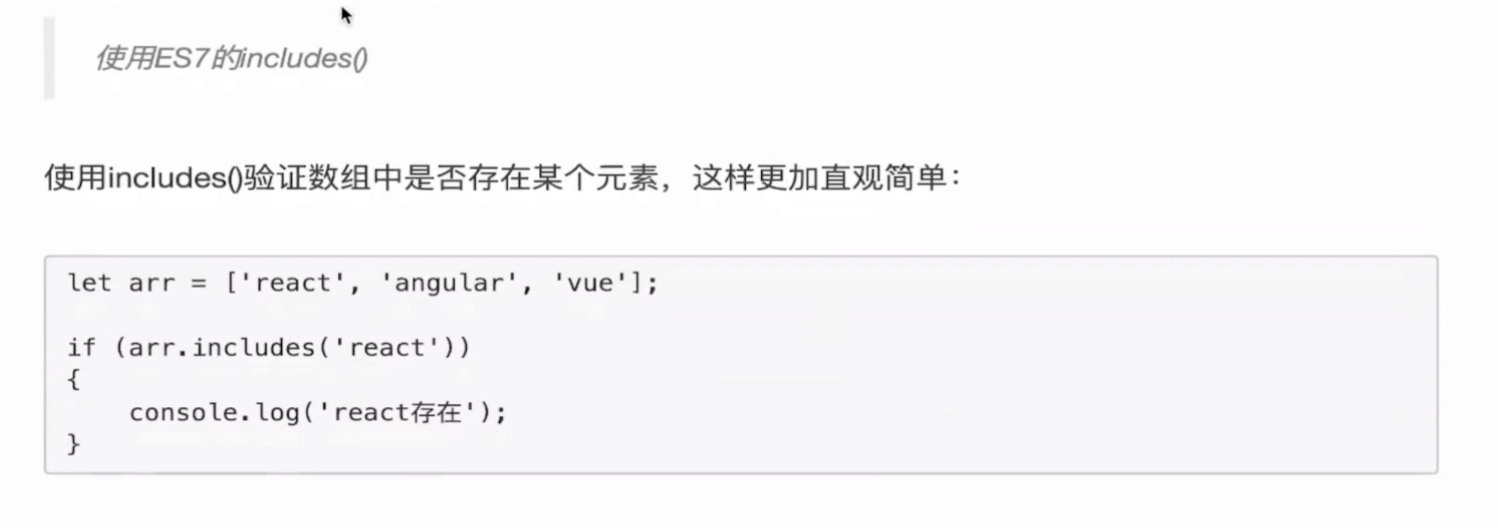 使用ES7的includes()
使用includes()验证数组中是否存在某个元素，这样更加直观简单：
let arr = ['react', 'angular', 'vue'];
if (arr.includes('react'))
{
    console.log('react存在');
}